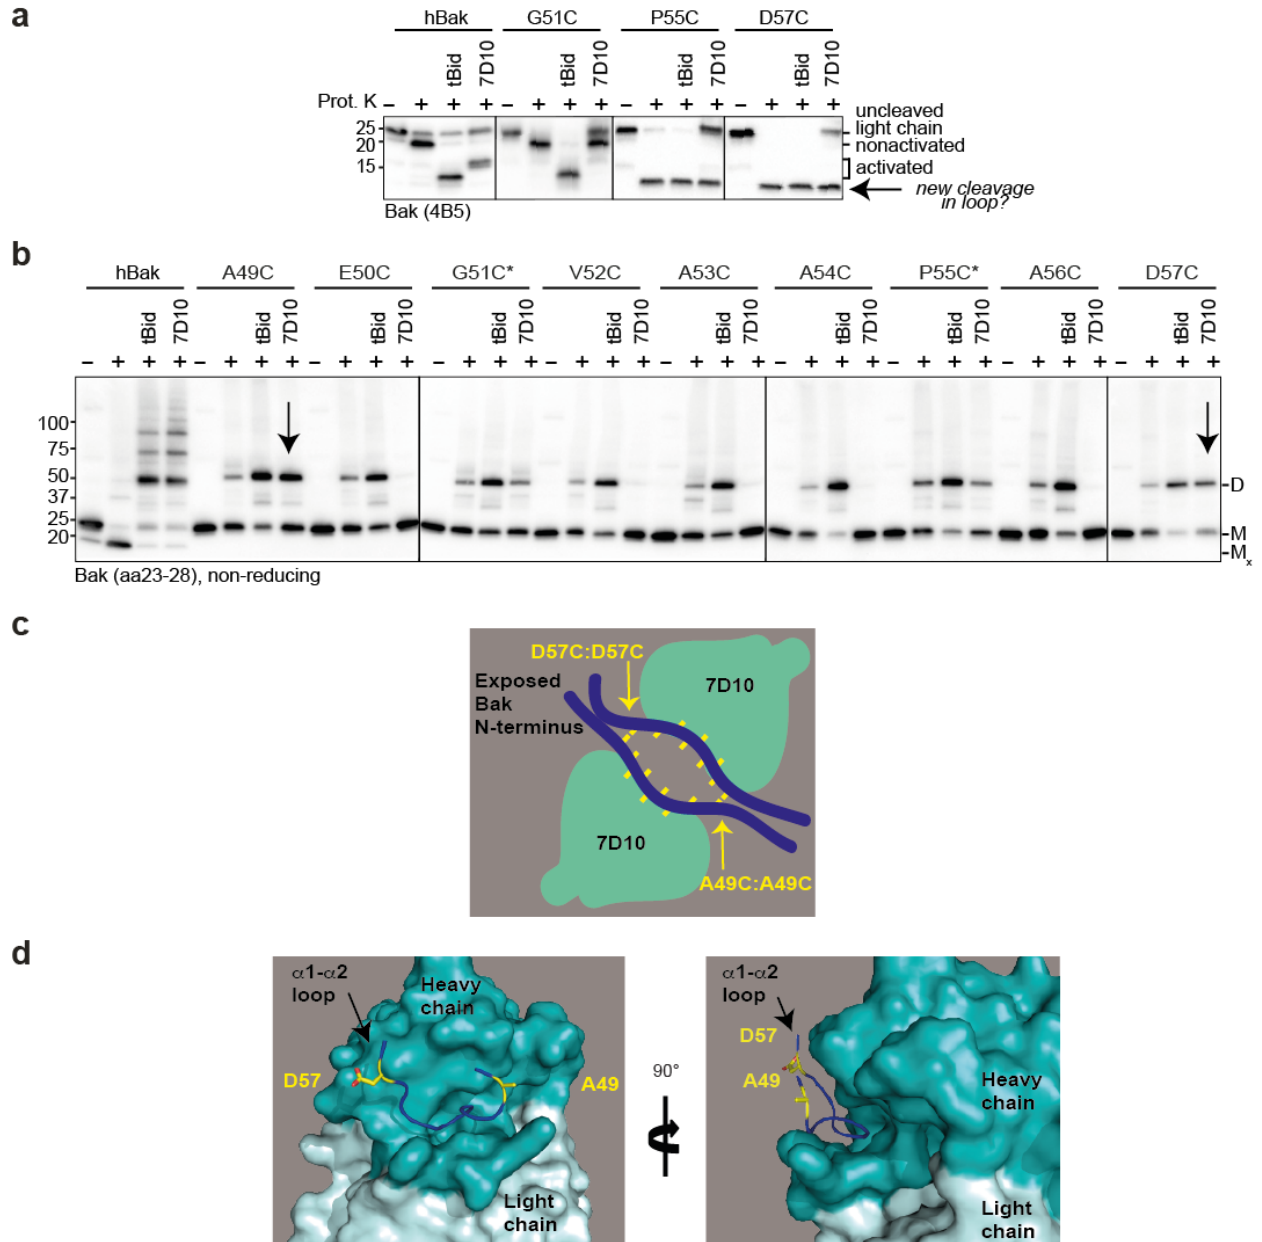 a
hBak G51C P55C D57C
tBid 7D10 tBid 7D10 tBid 7D10 tBid 7D10
Prot. K – + + + – + + + – + + + – + + +
25
20
15
uncleaved
light chain
nonactivated
activated
new cleavage
in loop?
Bak (4B5)
b
hBak A49C E50C G51C* V52C A53C A54C P55C* A56C D57C
tBid 7D10 tBid 7D10 tBid 7D10 tBid 7D10 tBid 7D10 tBid 7D10 tBid 7D10 tBid 7D10 tBid 7D10 tBid 7D10
– + + + – + + + – + + + – + + + – + + + – + + + – + + + – + + + – + + + – + + +
100
75
50
37
25
20
D
M
Mx
Bak (aa23-28), non-reducing
c
D57C:D57C
Exposed
Bak
N-terminus
7D10
7D10
A49C:A49C
d
α1-α2
loop
Heavy
chain
D57
A49
Light
chain
90°
α1-α2
loop
D57
A49
Heavy
chain
Light
chain